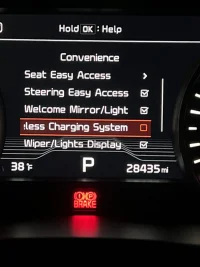 Hold OK : Help
Convenience
Seat Easy Access
Steering Easy Access
Welcome Mirror/Light
less Charging System
Wiper/Lights Display
38°F P 28435 mi
BRAKE